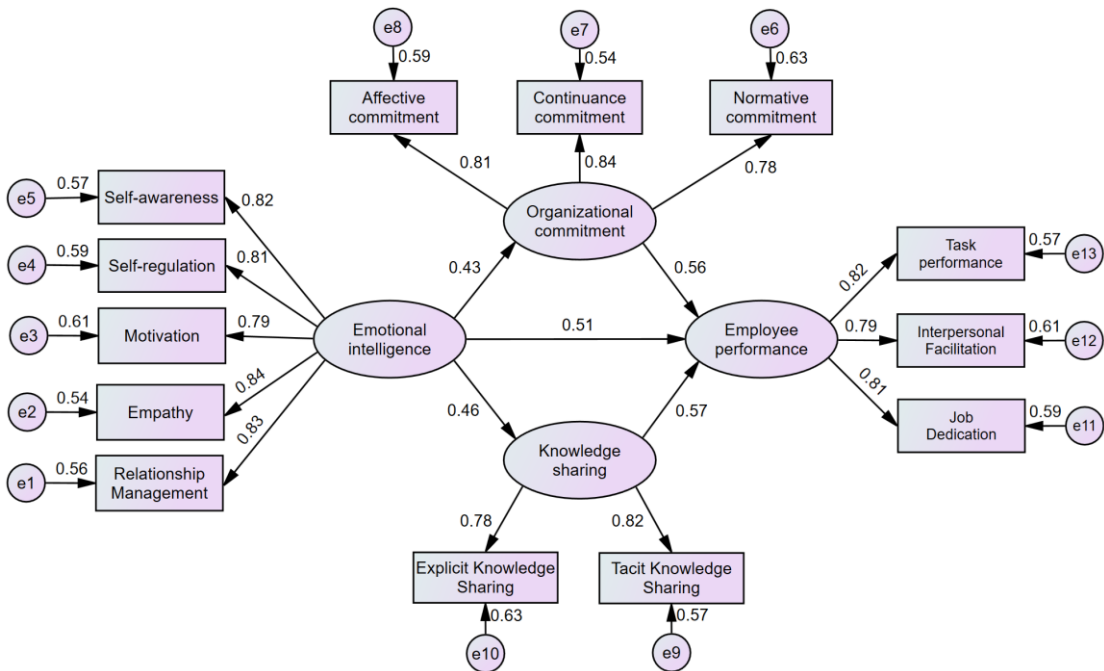 e8
e7
e6
0.59
0.54
0.63
Affective
commitment
Continuance
commitment
Normative
commitment
0.81
0.84
0.78
e5
0.57
Self-awareness
0.82
Organizational
commitment
e4
0.59
Self-regulation
0.81
0.43
0.56
Task
performance
0.57
e13
0.82
e3
0.61
Motivation
0.79
Emotional
intelligence
0.51
Employee
performance
0.79
Interpersonal
Facilitation
0.61
e12
e2
0.54
Empathy
0.84
0.46
0.57
0.81
Job
Dedication
0.59
e11
e1
0.56
Relationship
Management
0.83
Knowledge
sharing
0.78
0.82
Explicit Knowledge
Sharing
Tacit Knowledge
Sharing
0.63
0.57
e10
e9